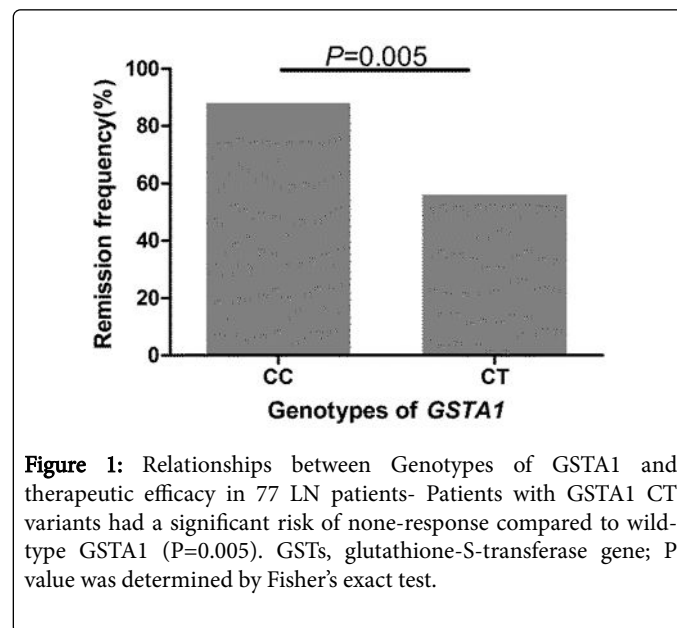 P=0.005
100
80
60
40
20
0
Remission frequency(%)
CC
CT
Genotypes of GSTA1
Figure 1: Relationships between Genotypes of GSTA1 and
therapeutic efficacy in 77 LN patients- Patients with GSTA1 CT
variants had a significant risk of none-response compared to wild-
type GSTA1 (P=0.005). GSTs, glutathione-S-transferase gene; P
value was determined by Fisher's exact test.